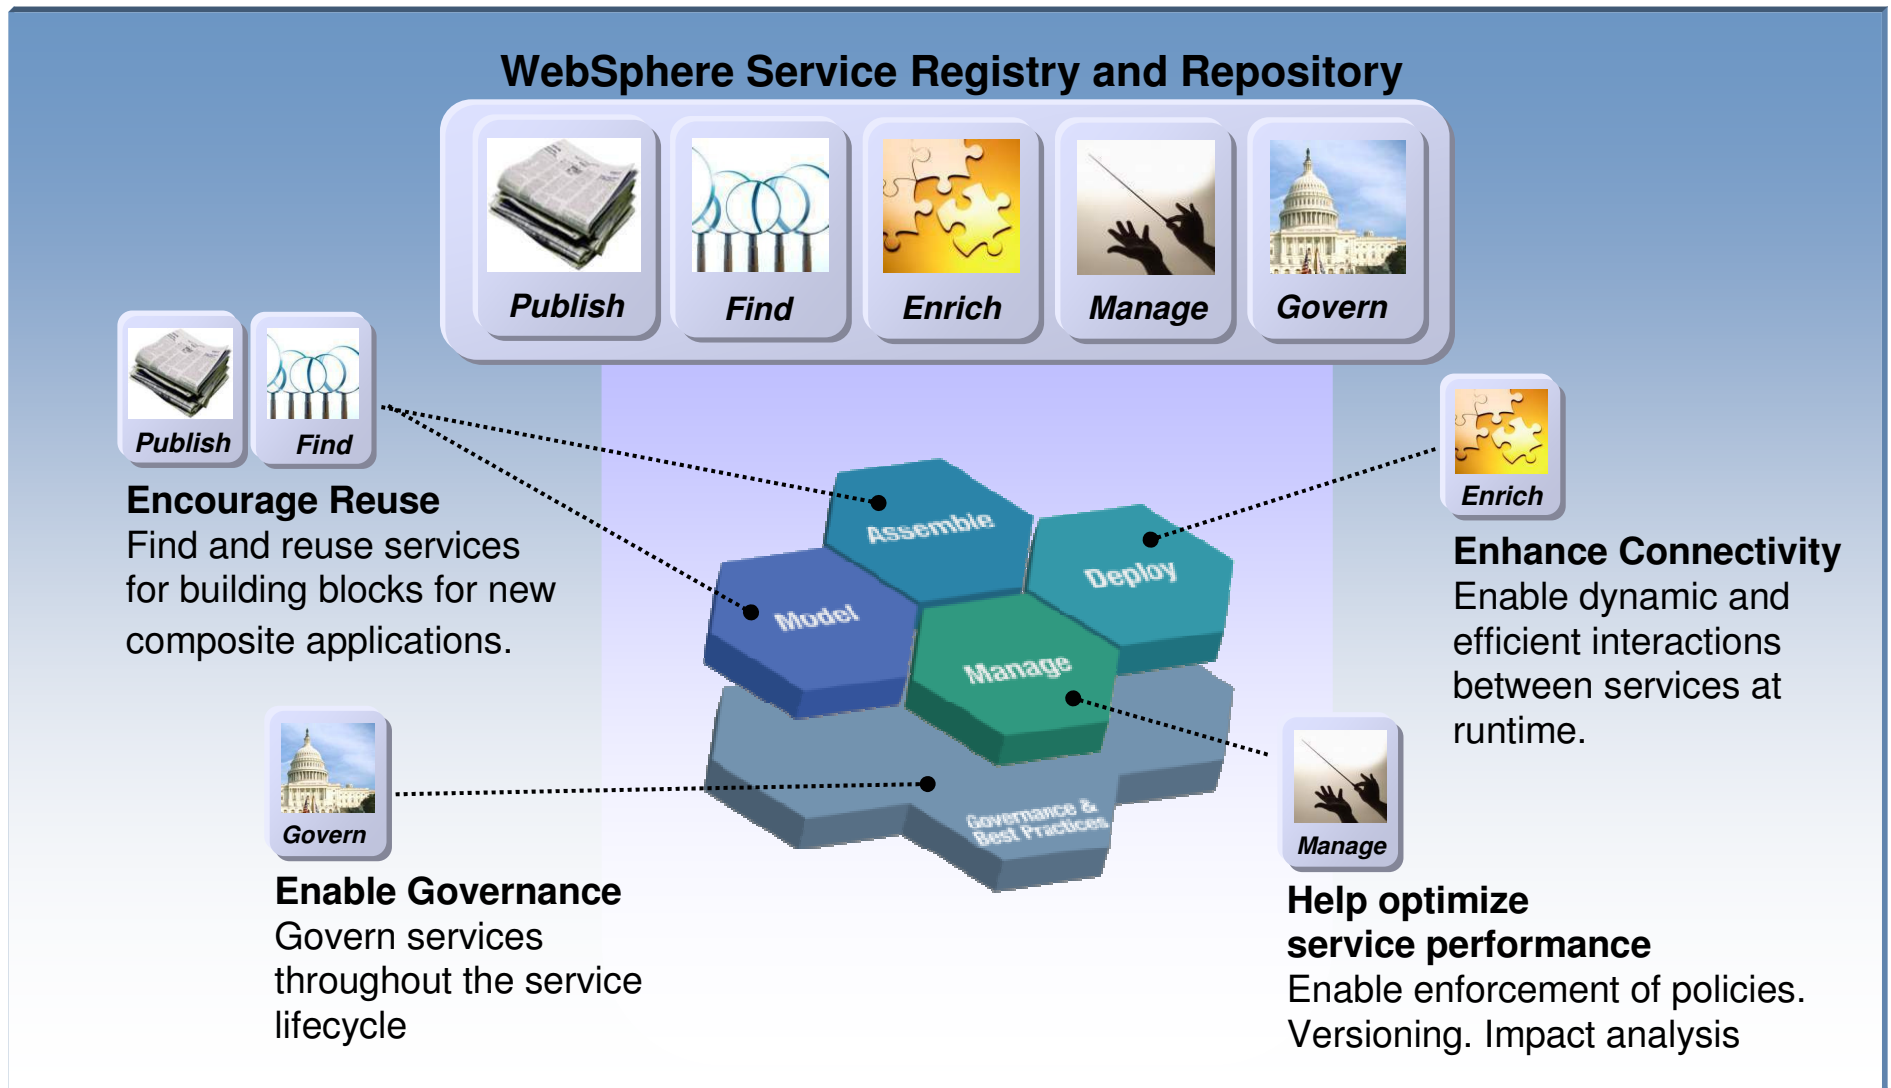 WebSphere Service Registry and Repository
Publish
Find
Enrich
Manage
Govern
Publish
Find
Encourage Reuse
Find and reuse services
for building blocks for new
composite applications.
Enrich
Enhance Connectivity
Enable dynamic and
efficient interactions
between services at
runtime.
Assemble
Deploy
Model
Manage
Governance &
Best Practices
Govern
Enable Governance
Govern services
throughout the service
lifecycle
Manage
Help optimize
service performance
Enable enforcement of policies.
Versioning. Impact analysis